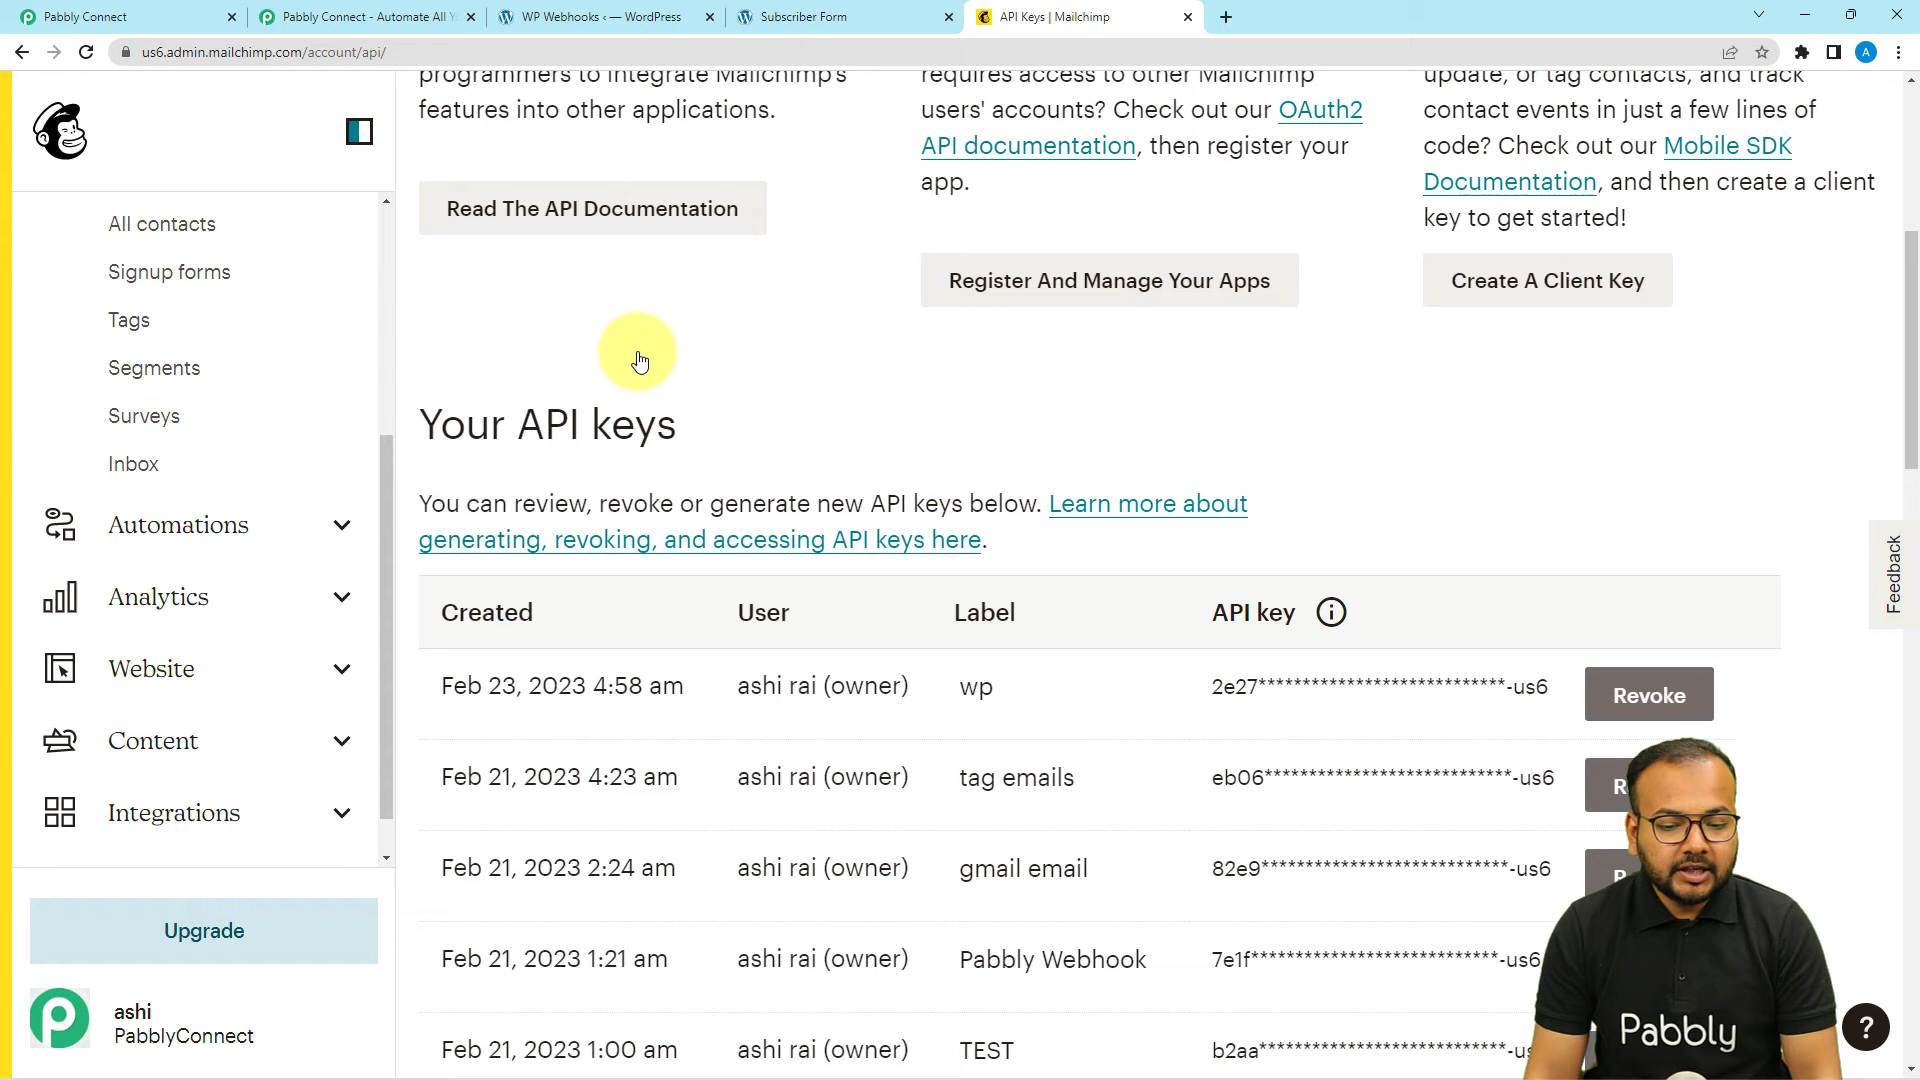 Pabbly Connect
Pabbly Connect - Automate All Y
WP Webhooks ‹ — WordPress
Subscriber Form
API Keys | Mailchimp
us6.admin.mailchimp.com/account/api/
A
programmers to integrate Mailchimp's
features into other applications.
Read The API Documentation
requires access to other Mailchimp
users' accounts? Check out our OAuth2
API documentation, then register your
app.
Register And Manage Your Apps
update, or tag contacts, and track
contact events in just a few lines of
code? Check out our Mobile SDK
Documentation, and then create a client
key to get started!
Create A Client Key
All contacts
Signup forms
Tags
Segments
Surveys
Inbox
Automations
Analytics
Website
Content
Integrations
Upgrade
ashi
PabblyConnect
Your API keys
You can review, revoke or generate new API keys below. Learn more about
generating, revoking, and accessing API keys here.
Created User Label API key
Feb 23, 2023 4:58 am ashi rai (owner) wp 2e27****************************-us6 Revoke
Feb 21, 2023 4:23 am ashi rai (owner) tag emails eb06****************************-us6
Feb 21, 2023 2:24 am ashi rai (owner) gmail email 82e9****************************-us6
Feb 21, 2023 1:21 am ashi rai (owner) Pabbly Webhook 7e1f****************************-us6
Feb 21, 2023 1:00 am ashi rai (owner) TEST b2aa****************************-us
Feedback
Pabbly
?